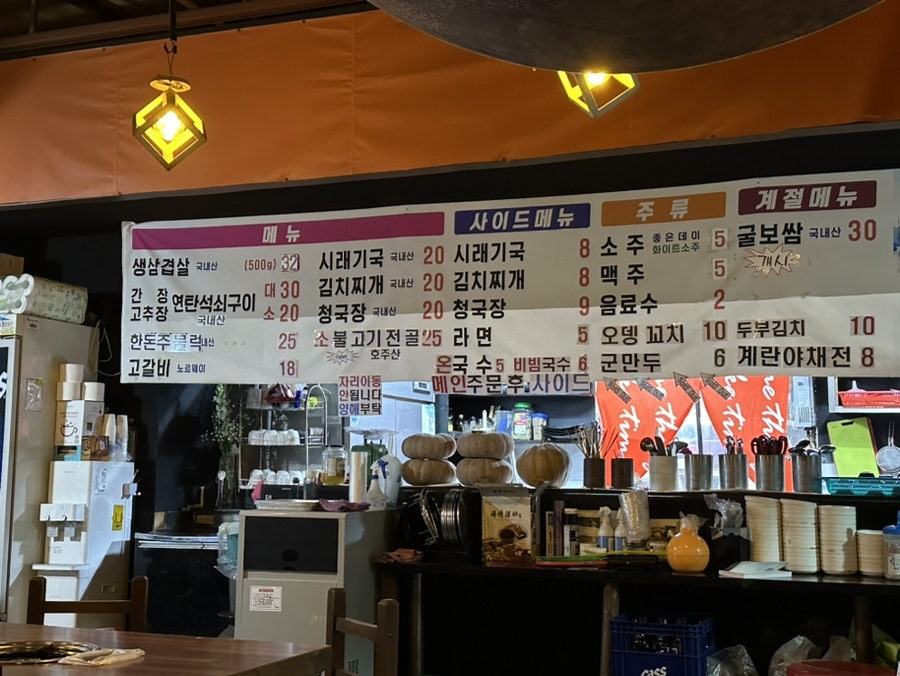 메뉴
생삼겹살 국내산 (500g) 32
간장 고추장 연탄석쇠구이 국내산 대 30 소 20
한돈주물럭 국내산 25
고갈비 노르웨이 18
시래기국 국내산 20
김치찌개 국내산 20
청국장 국내산 20
소불고기전골 25
호주산
사이드메뉴
시래기국 8
김치찌개 8
청국장 9
라면 5
온국수 5 비빔국수 6
메인주문후 사이드
주류
소주 좋은데이 화이트소주 5
맥주 5
음료수 2
오뎅꼬치 10
군만두 6
계절메뉴
굴보쌈 국내산 30
개시
두부김치 10
계란야채전 8
자리이동
안됩니다
양해부탁
CASS